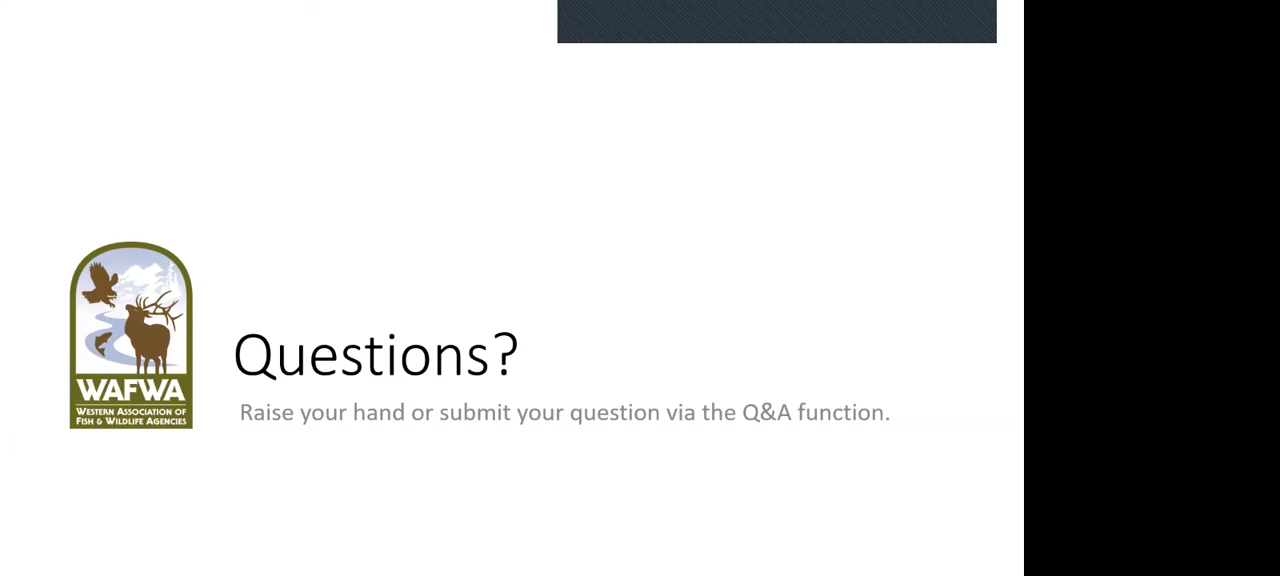 Questions?
Raise your hand or submit your question via the Q&A function.
WAFWA
WESTERN ASSOCIATION OF
FISH & WILDLIFE AGENCIES